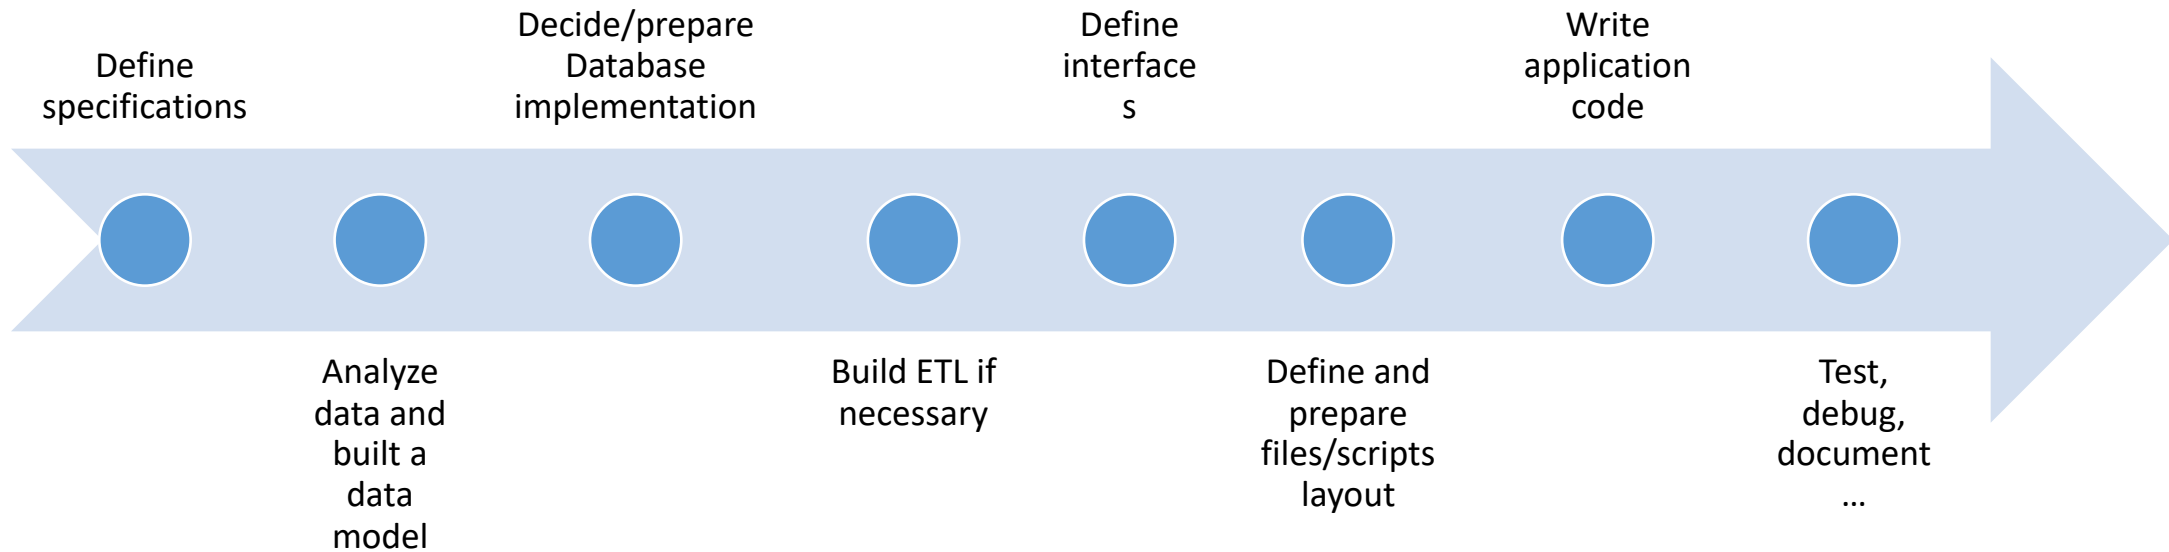 Define
specifications
Analyze
data and
built a
data
model
Decide/prepare
Database
implementation
Build ETL if
necessary
Define
interface
s
Define and
prepare
files/scripts
layout
Write
application
code
Test,
debug,
document
...